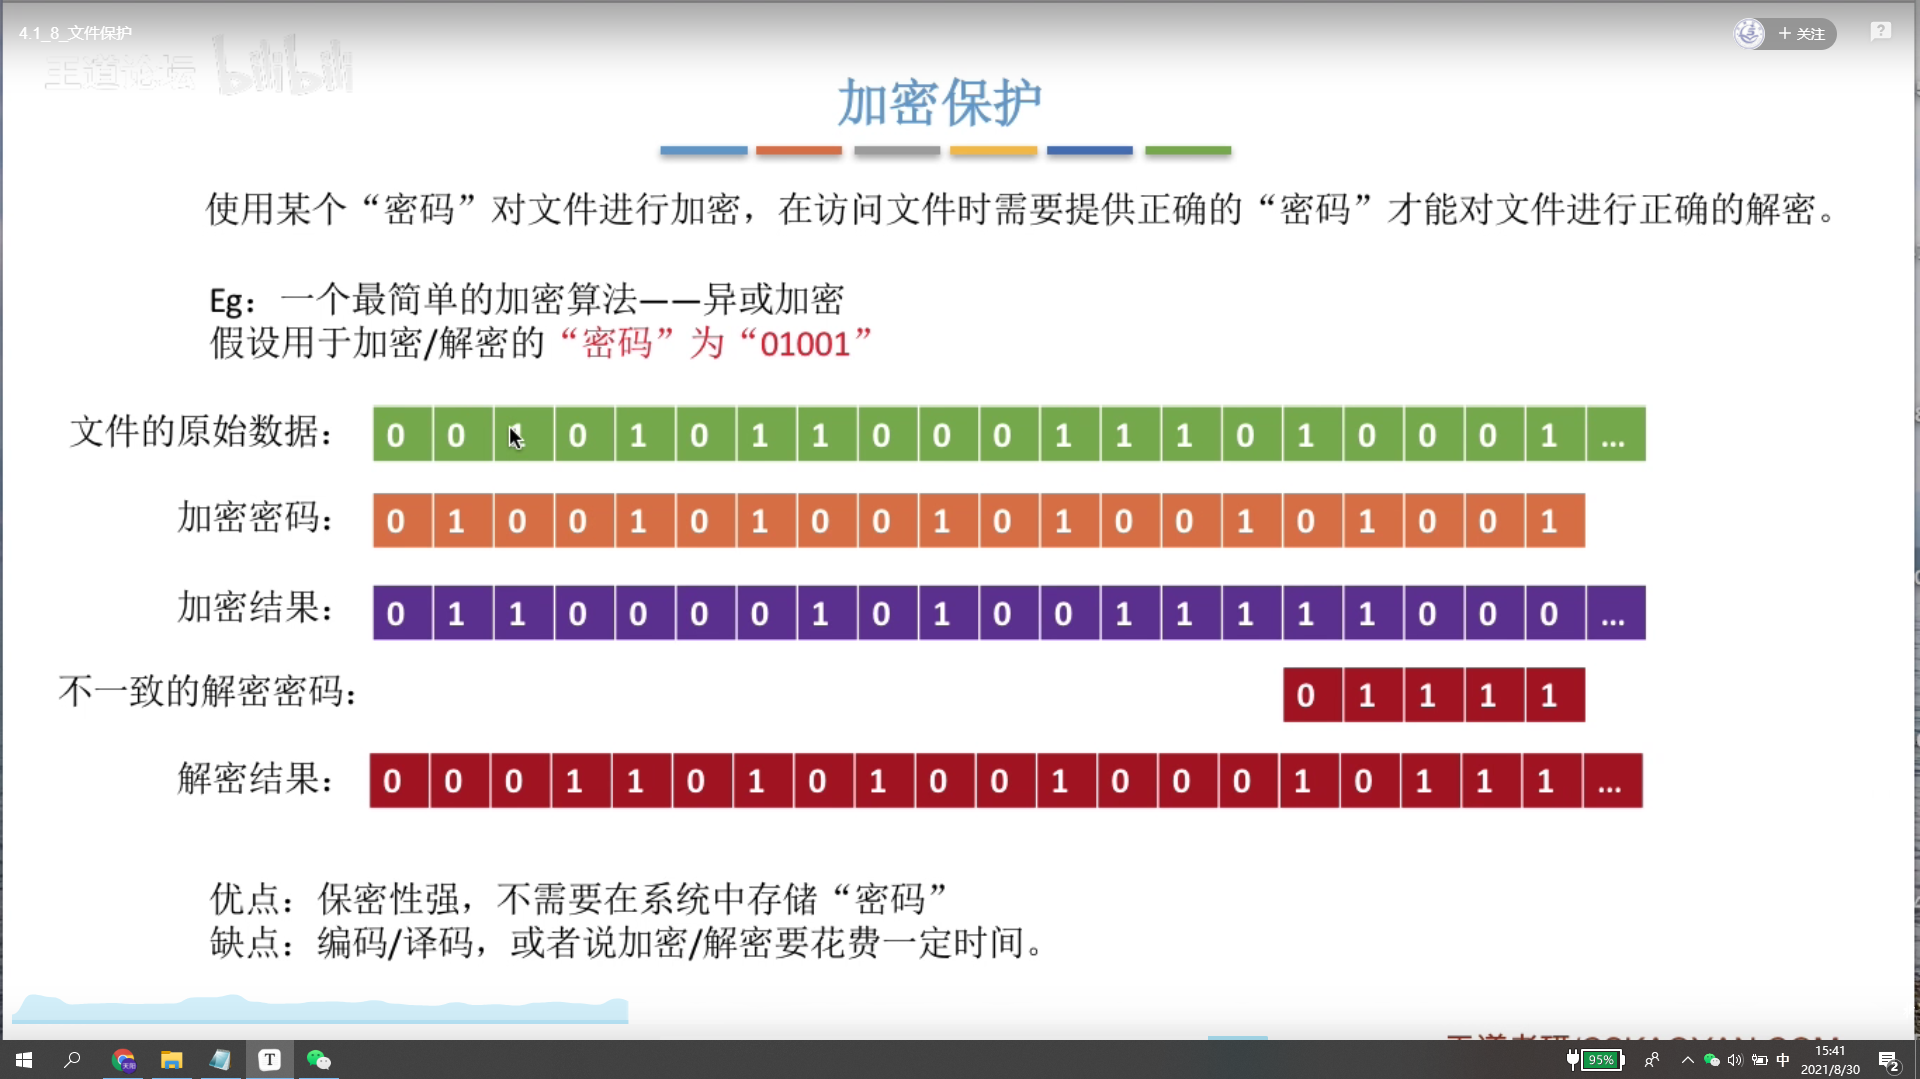 4.1_8_文件保护
+ 关注
?
王道论坛 bilibili
加密保护
使用某个“密码”对文件进行加密，在访问文件时需要提供正确的“密码”才能对文件进行正确的解密。
Eg：一个最简单的加密算法——异或加密
假设用于加密/解密的“密码”为“01001”
文件的原始数据： 0 0 1 0 1 0 1 1 0 0 0 1 1 1 0 1 0 0 0 1 ...
加密密码： 0 1 0 0 1 0 1 0 0 1 0 1 0 0 1 0 1 0 0 1
加密结果： 0 1 1 0 0 0 0 1 0 1 0 0 1 1 1 1 1 0 0 0 ...
不一致的解密密码： 0 1 1 1 1
解密结果： 0 0 0 1 1 0 1 0 1 0 0 1 0 0 0 1 0 1 1 1 ...
优点：保密性强，不需要在系统中存储“密码”
缺点：编码/译码，或者说加密/解密要花费一定时间。
T
95%
中
15:41
2021/8/30
2